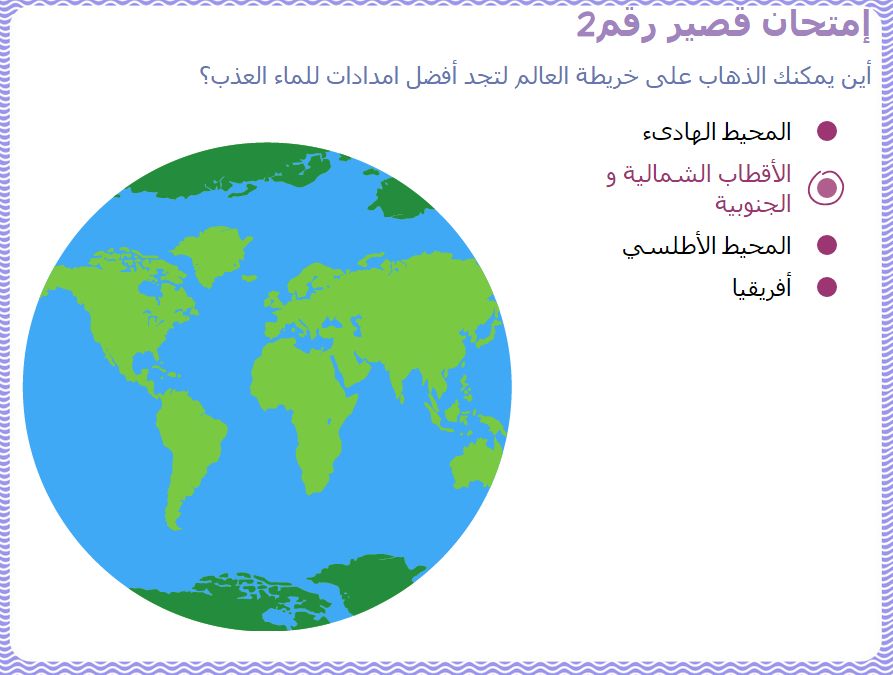 إمتحان قصير رقم2
أين يمكنك الذهاب على خريطة العالم لتجد أفضل امدادات للماء العذب؟
المحيط الهادىء
الأقطاب الشمالية و
الجنوبية
المحيط الأطلسي
أفريقيا